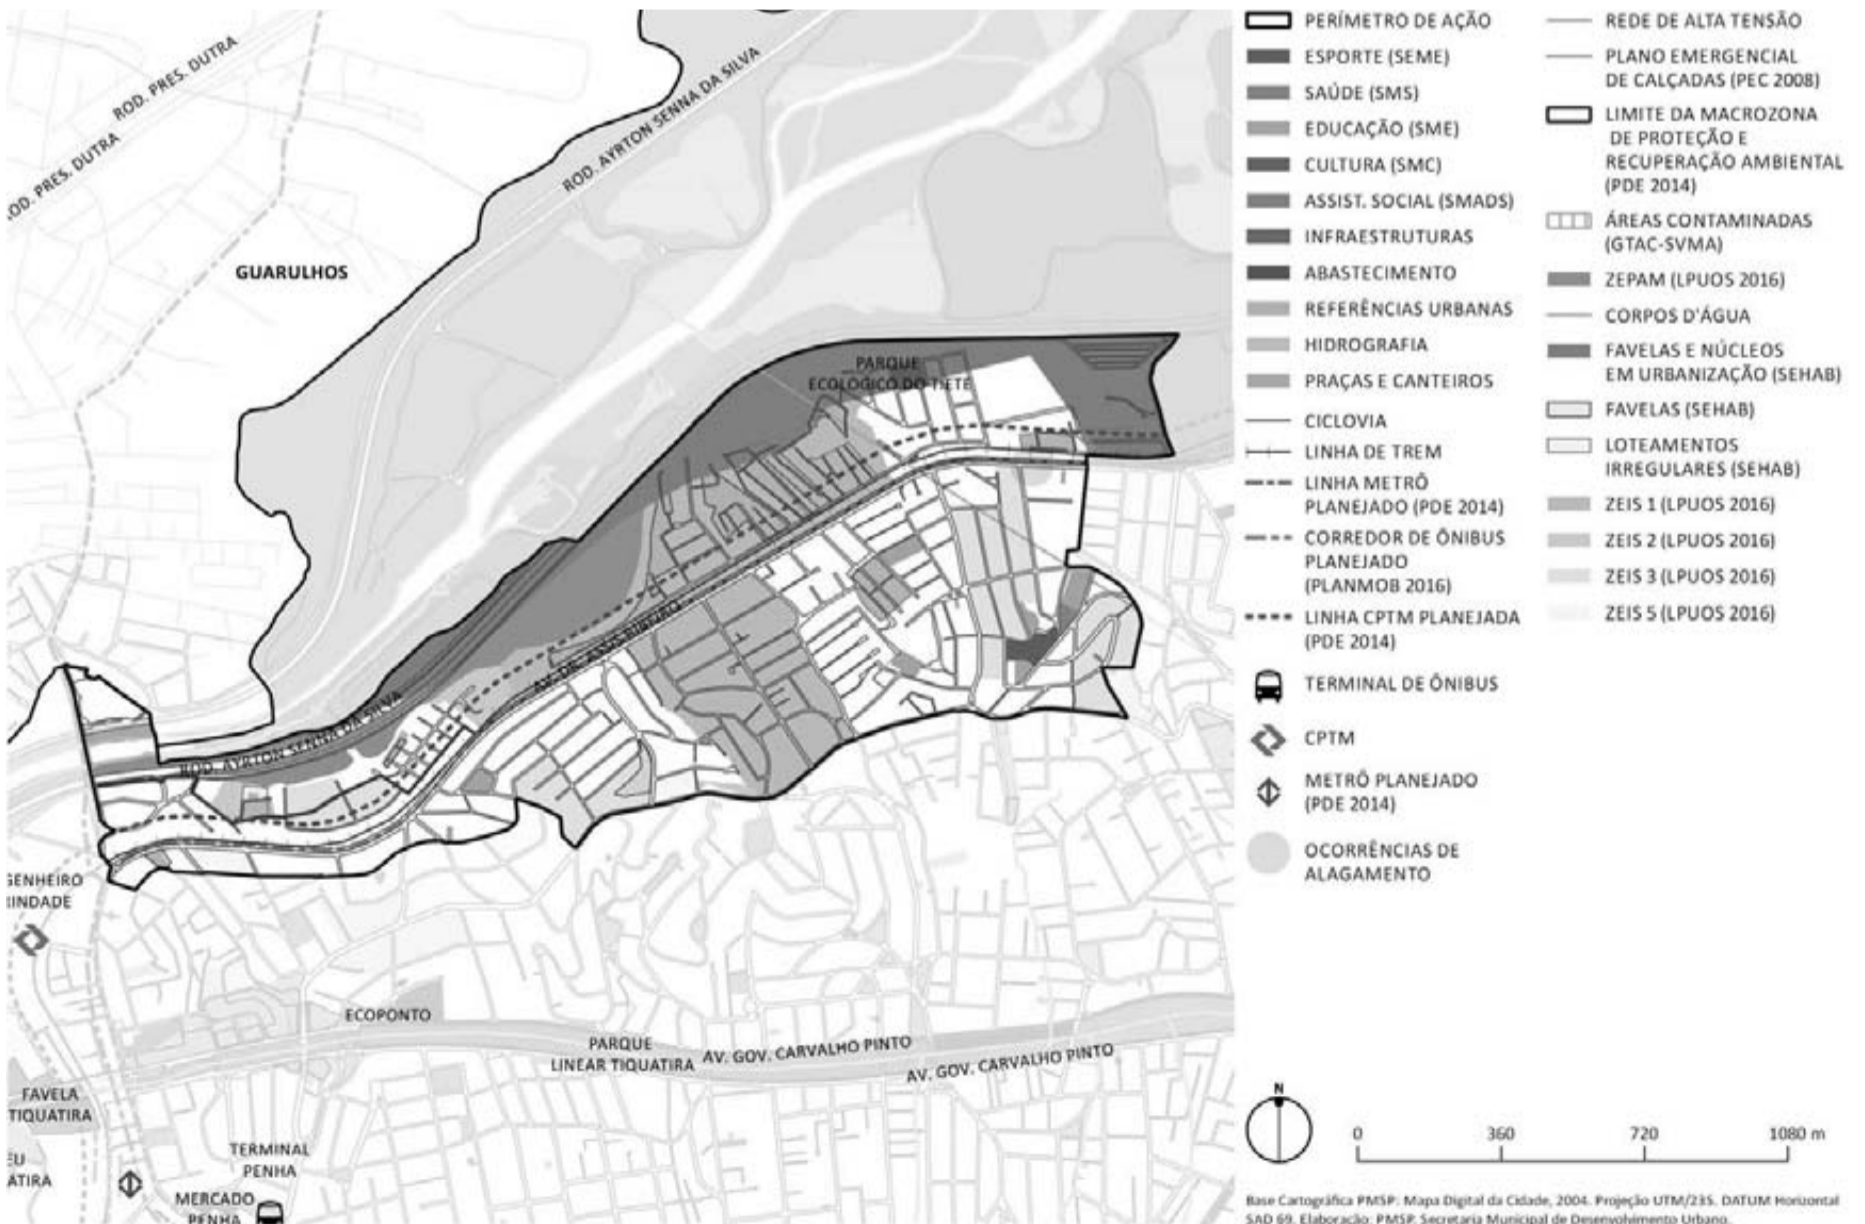 ROD. PRES. DUTRA
ROD. PRES. DUTRA
ROD. AYRTON SENNA DA SILVA
GUARULHOS
PARQUE
ECOLÓGICO DO TIETÊ
AV. DR. ASSIS RIBEIRO
ROD. AYRTON SENNA DA SILVA
GENHEIRO
RINDADE
ECOPONTO
PARQUE
LINEAR TIQUATIRA
AV. GOV. CARVALHO PINTO
AV. GOV. CARVALHO PINTO
FAVELA
TIQUATIRA
EU
ATIRA
TERMINAL
PENHA
MERCADO
PENHA
PERÍMETRO DE AÇÃO
ESPORTE (SEME)
SAÚDE (SMS)
EDUCAÇÃO (SME)
CULTURA (SMC)
ASSIST. SOCIAL (SMADS)
INFRAESTRUTURAS
ABASTECIMENTO
REFERÊNCIAS URBANAS
HIDROGRAFIA
PRAÇAS E CANTEIROS
CICLOVIA
LINHA DE TREM
LINHA METRÔ
PLANEJADO (PDE 2014)
CORREDOR DE ÔNIBUS
PLANEJADO
(PLANMOB 2016)
LINHA CPTM PLANEJADA
(PDE 2014)
TERMINAL DE ÔNIBUS
CPTM
METRÔ PLANEJADO
(PDE 2014)
OCORRÊNCIAS DE
ALAGAMENTO
REDE DE ALTA TENSÃO
PLANO EMERGENCIAL
DE CALÇADAS (PEC 2008)
LIMITE DA MACROZONA
DE PROTEÇÃO E
RECUPERAÇÃO AMBIENTAL
(PDE 2014)
ÁREAS CONTAMINADAS
(GTAC-SVMA)
ZEPAM (LPUOS 2016)
CORPOS D'ÁGUA
FAVELAS E NÚCLEOS
EM URBANIZAÇÃO (SEHAB)
FAVELAS (SEHAB)
LOTEAMENTOS
IRREGULARES (SEHAB)
ZEIS 1 (LPUOS 2016)
ZEIS 2 (LPUOS 2016)
ZEIS 3 (LPUOS 2016)
ZEIS 5 (LPUOS 2016)
N
0 360 720 1080 m
Base Cartográfica PMSP: Mapa Digital da Cidade, 2004. Projeção UTM/23S. DATUM Horizontal
SAD 69. Elaboração: PMSP. Secretaria Municipal de Desenvolvimento Urbano.